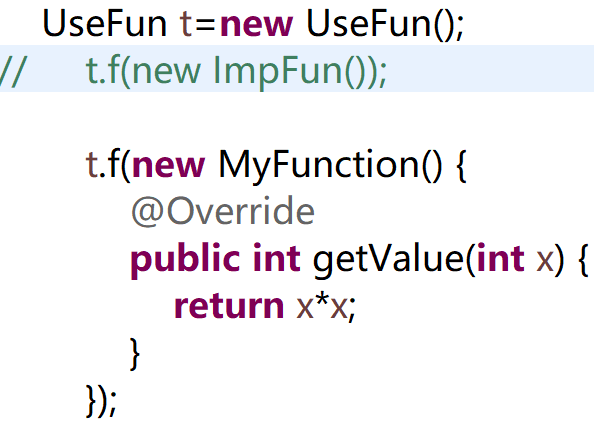 UseFun t=new UseFun();
// t.f(new ImpFun());
t.f(new MyFunction() {
@Override
public int getValue(int x) {
return x*x;
}
});